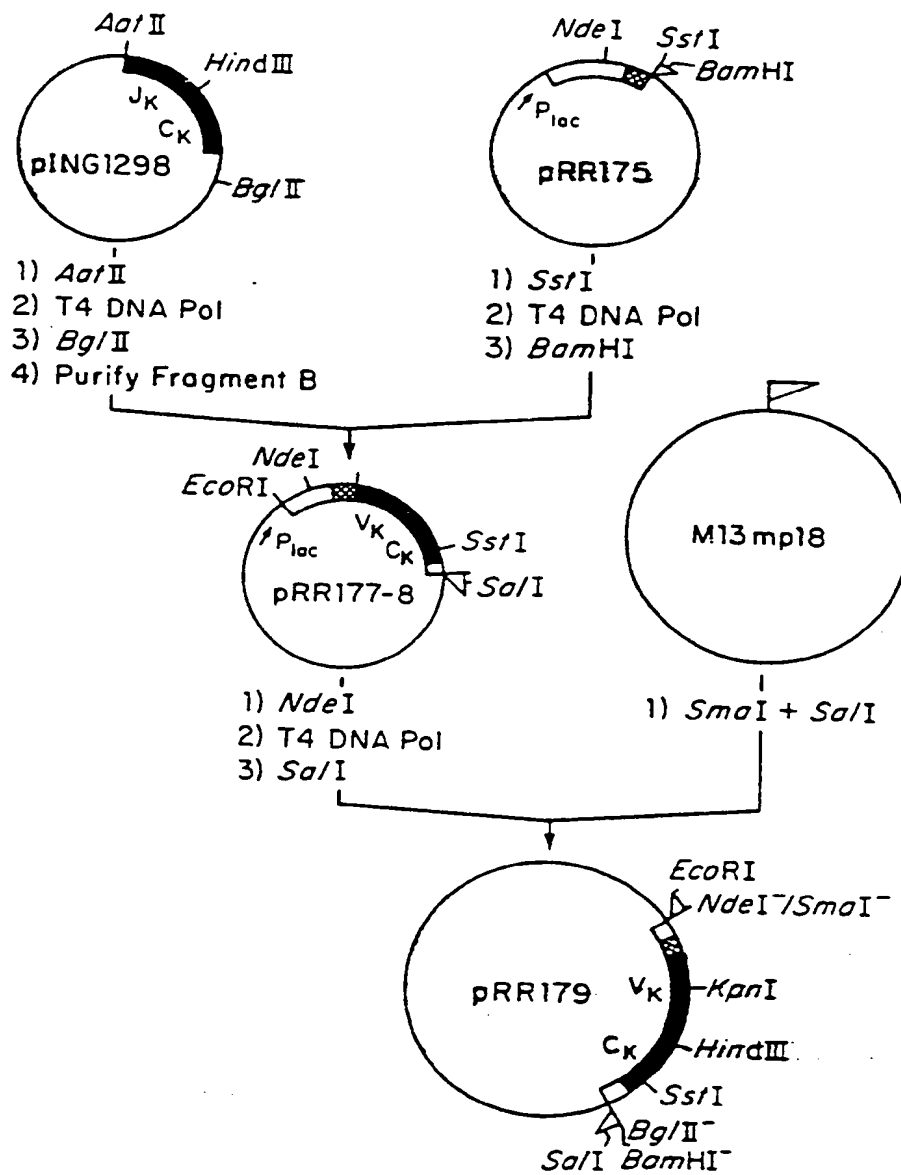 AatII
HindIII
JK
CK
pING1298
BglII
1) AatII
2) T4 DNA Pol
3) BglII
4) Purify Fragment B
NdeI
SstI
BamHI
Plac
pRR175
1) SstI
2) T4 DNA Pol
3) BamHI
NdeI
EcoRI
Plac
VK
CK
SstI
SalI
pRR177-8
1) NdeI
2) T4 DNA Pol
3) SalI
M13mp18
1) SmaI + SalI
EcoRI
NdeI⁻/SmaI⁻
pRR179
VK
KpnI
CK
HindIII
SstI
BglII⁻
SalI BamHI⁻